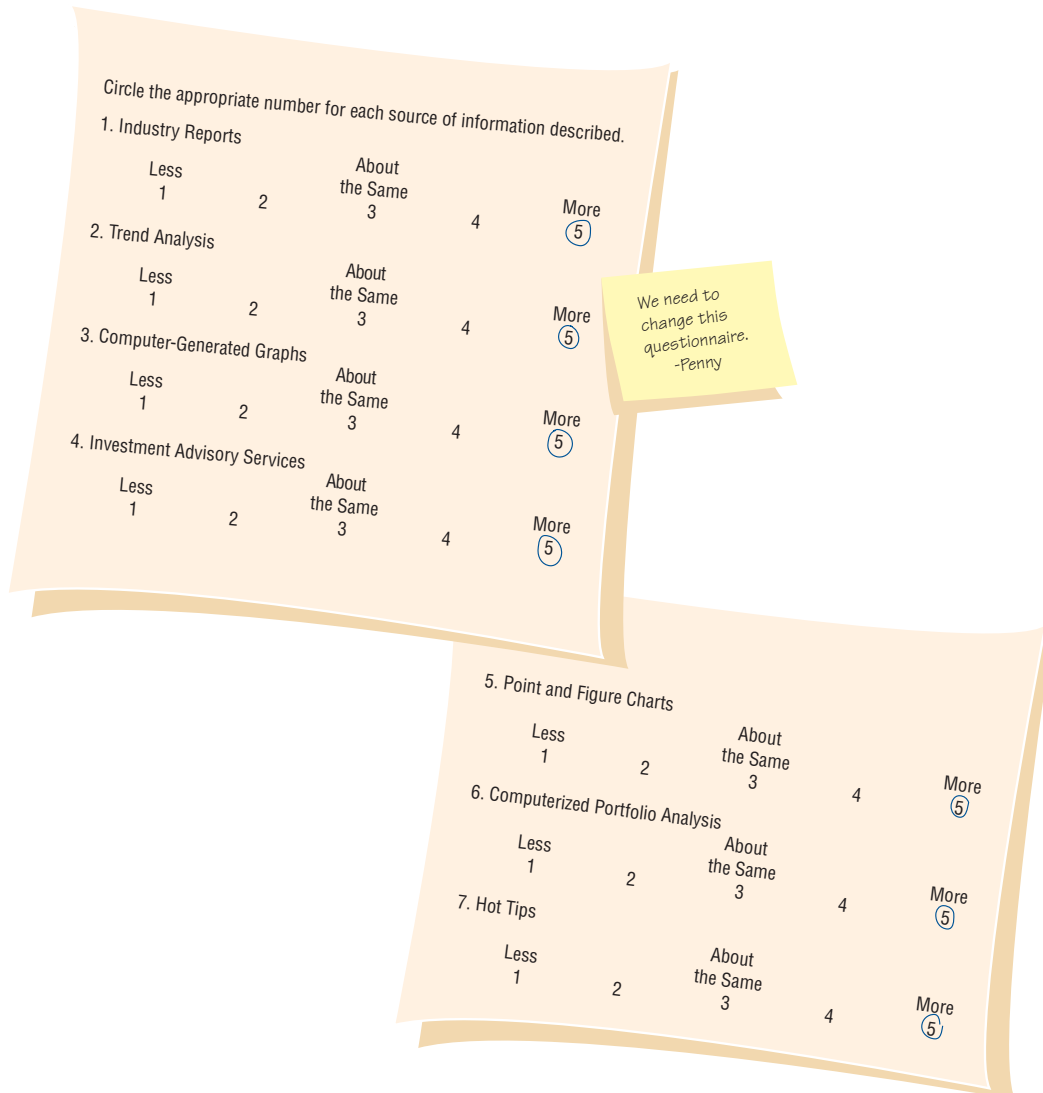 Circle the appropriate number for each source of information described.
1. Industry Reports
Less
1
2
About
the Same
3
4
More
5
2. Trend Analysis
Less
1
2
About
the Same
3
4
More
5
3. Computer-Generated Graphs
Less
1
2
About
the Same
3
4
More
5
4. Investment Advisory Services
Less
1
2
About
the Same
3
4
More
5
We need to
change this
questionnaire.
-Penny
5. Point and Figure Charts
Less
1
2
About
the Same
3
4
More
5
6. Computerized Portfolio Analysis
Less
1
2
About
the Same
3
4
More
5
7. Hot Tips
Less
1
2
About
the Same
3
4
More
5